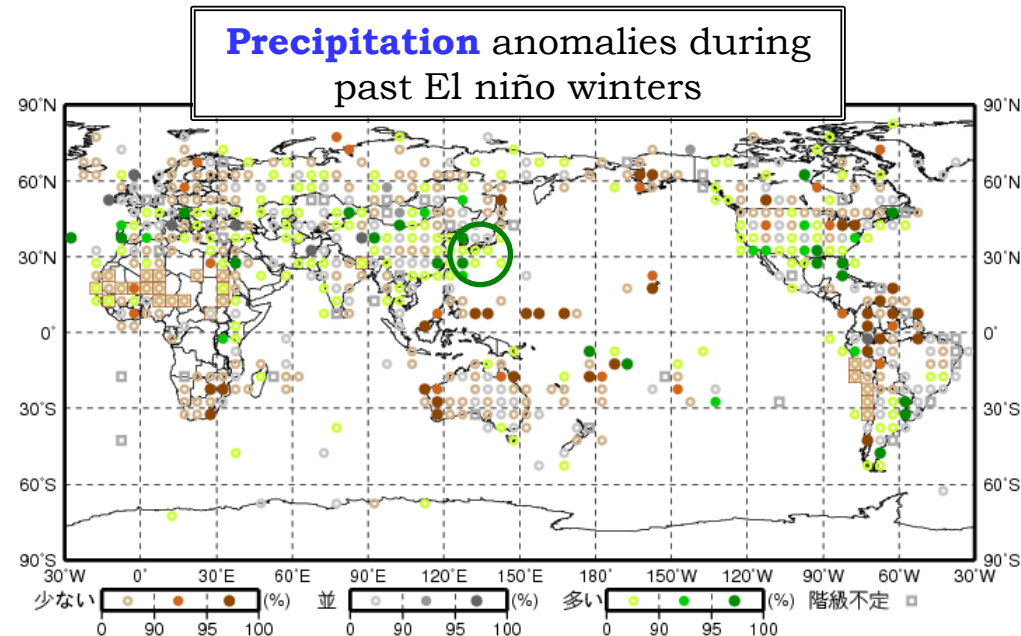 Precipitation anomalies during
past El niño winters
90°N 90°N
60°N 60°N
30°N 30°N
0° 0°
30°S 30°S
60°S 60°S
90°S 90°S
30°W 0° 30°E 60°E 90°E 120°E 150°E 180° 150°W 120°W 90°W 60°W 30°W
少ない (%) 並 (%) 多い (%) 階級不定
0 90 95 100 0 90 95 100 0 90 95 100